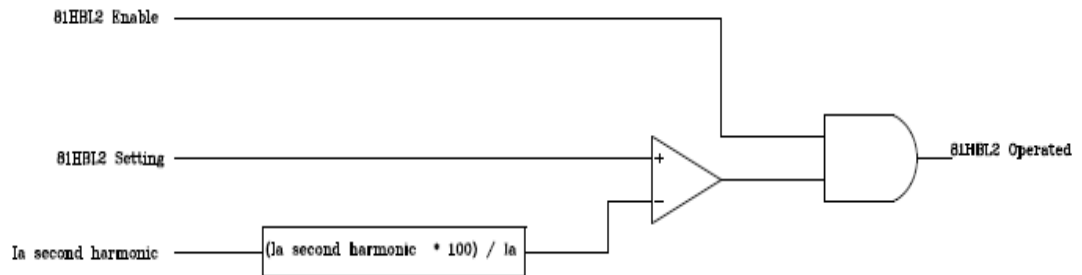 81HBL2 Enable
81HBL2 Setting
+
81HBL2 Operated
−
Ia second harmonic
(Ia second harmonic * 100) / Ia